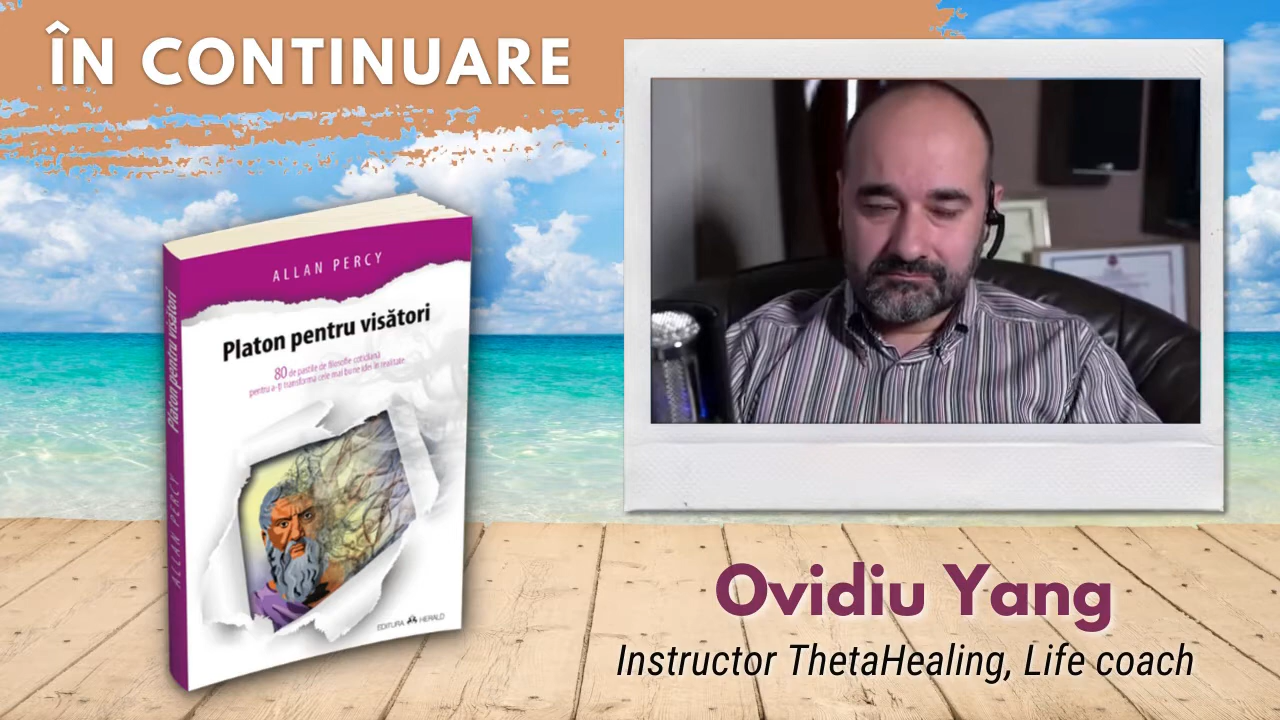 ÎN CONTINUARE
ALLAN PERCY
Platon pentru visători
80 de pastile de filosofie cotidiană
pentru a-ți transforma cele mai bune idei în realitate
EDITURA HERALD
Platon pentru visători
ALLAN PERCY
Ovidiu Yang
Instructor ThetaHealing, Life coach